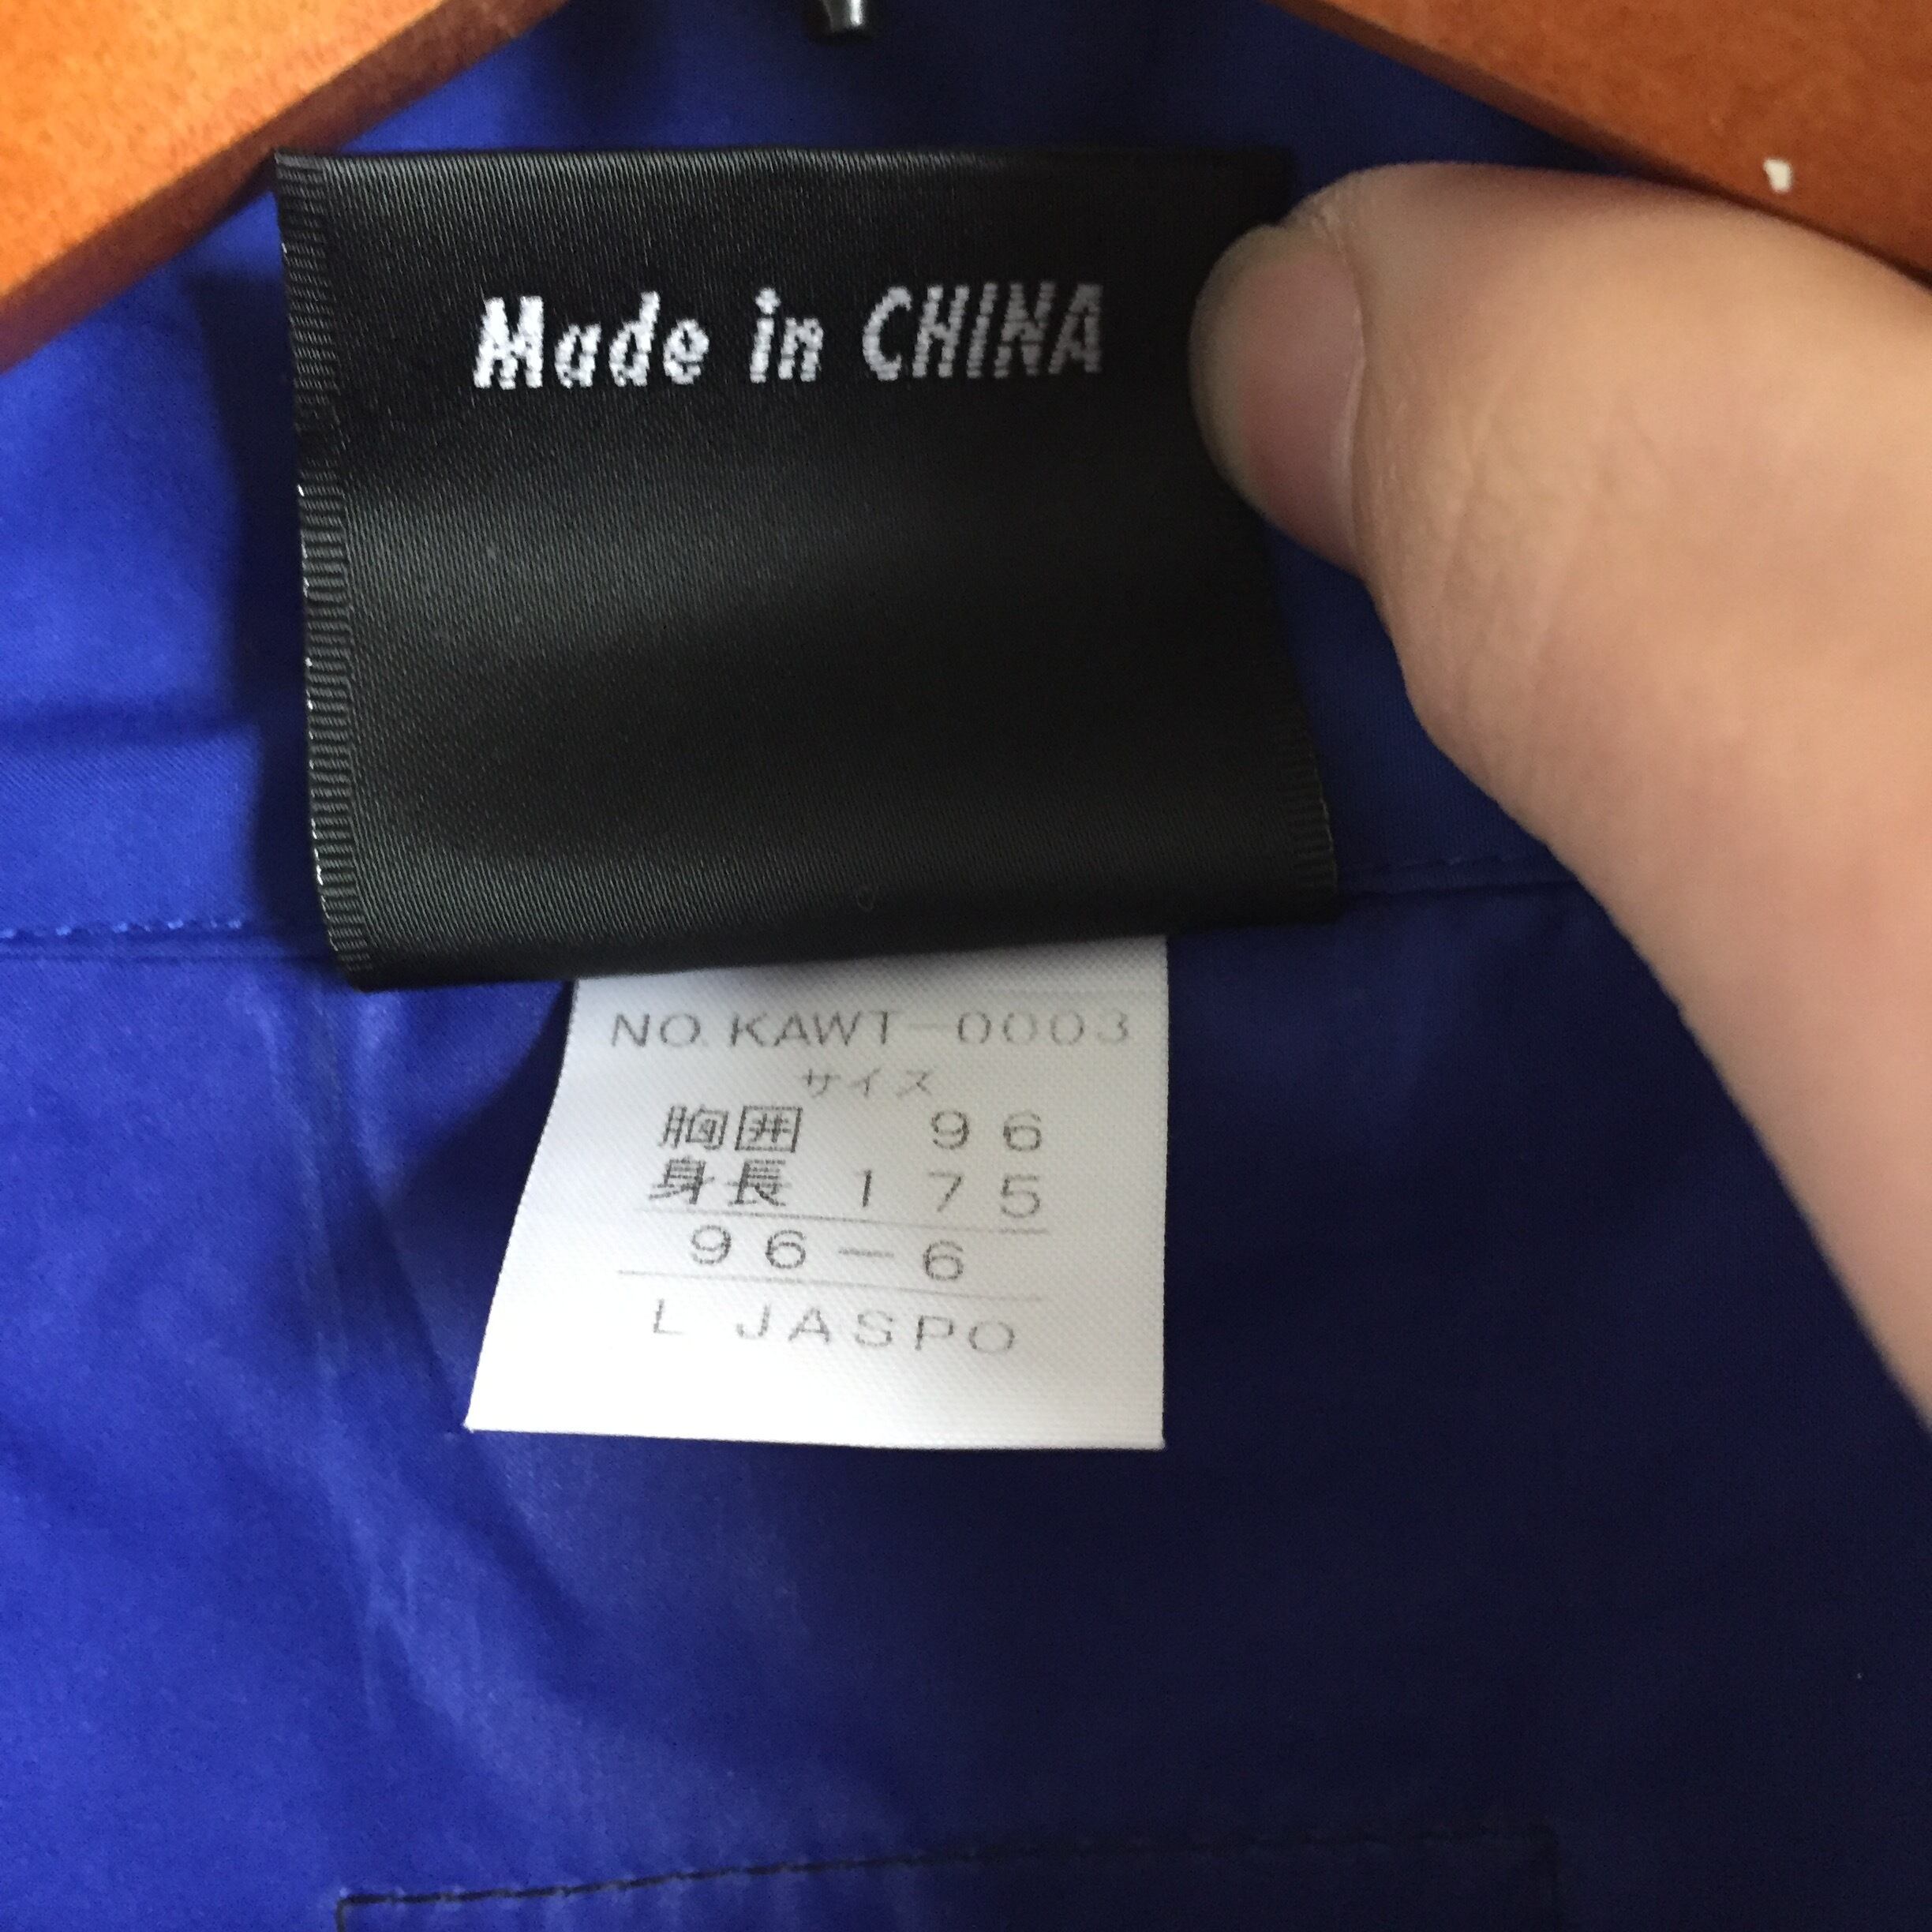 Made in CHINA
NO. KAWT-0003
サイズ
胸囲 96
身長 175
96-6
L JASPO